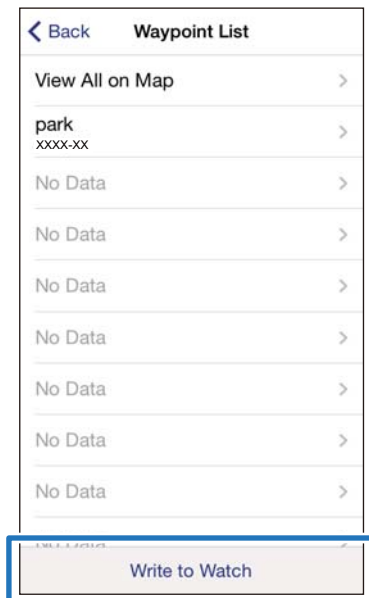 Back Waypoint List
View All on Map
park
XXXX-XX
No Data
No Data
No Data
No Data
No Data
No Data
No Data
Write to Watch